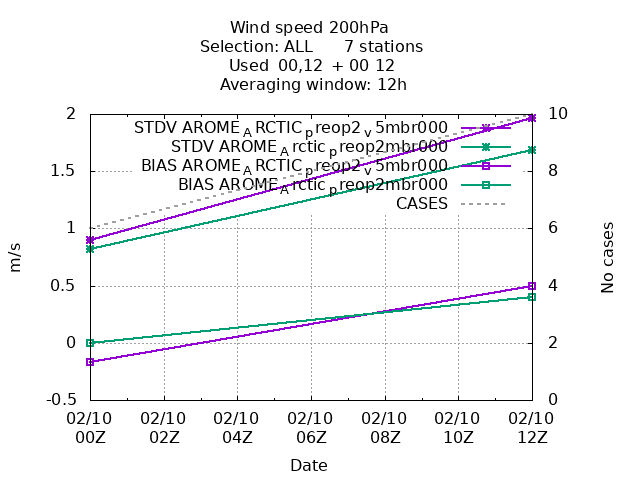 Wind speed 200hPa
Selection: ALL 7 stations
Used 00,12 + 00 12
Averaging window: 12h
2
1.5
1
0.5
0
-0.5
m/s
10
8
6
4
2
0
No cases
STDV AROME_ARCTIC_preop2_v5mbr000
STDV AROME_Arctic_preop2mbr000
BIAS AROME_ARCTIC_preop2_v5mbr000
BIAS AROME_Arctic_preop2mbr000
CASES
02/10 02/10 02/10 02/10 02/10 02/10 02/10
00Z 02Z 04Z 06Z 08Z 10Z 12Z
Date